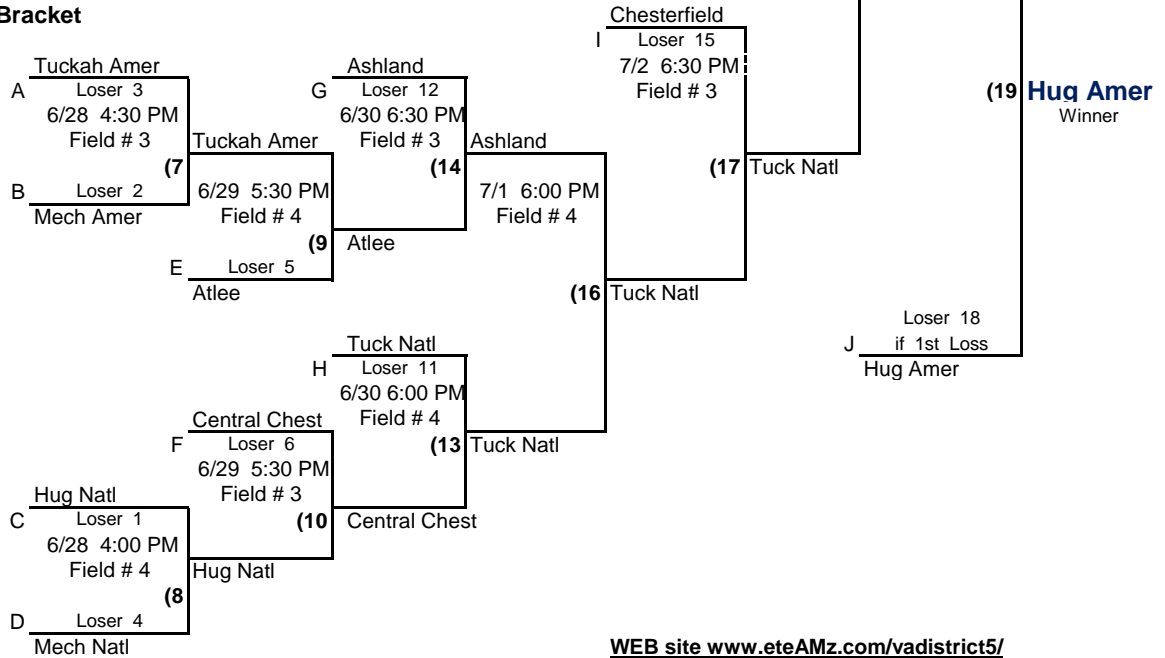 Bracket
Chesterfield
I
Loser 15
7/2 6:30 PM
Field # 3
(17
Tuck Natl
(19
Hug Amer
Winner
Tuckah Amer
A
Loser 3
6/28 4:30 PM
Field # 3
(7
B
Loser 2
Mech Amer
Tuckah Amer
6/29 5:30 PM
Field # 4
(9
E
Loser 5
Atlee
Ashland
G
Loser 12
6/30 6:30 PM
Field # 3
(14
Atlee
Ashland
7/1 6:00 PM
Field # 4
(16
Tuck Natl
Loser 18
J
if 1st Loss
Hug Amer
Tuck Natl
H
Loser 11
6/30 6:00 PM
Field # 4
(13
Tuck Natl
Central Chest
F
Loser 6
6/29 5:30 PM
Field # 3
(10
Central Chest
Hug Natl
C
Loser 1
6/28 4:00 PM
Field # 4
(8
Hug Natl
D
Loser 4
Mech Natl
WEB site www.eteAMz.com/vadistrict5/